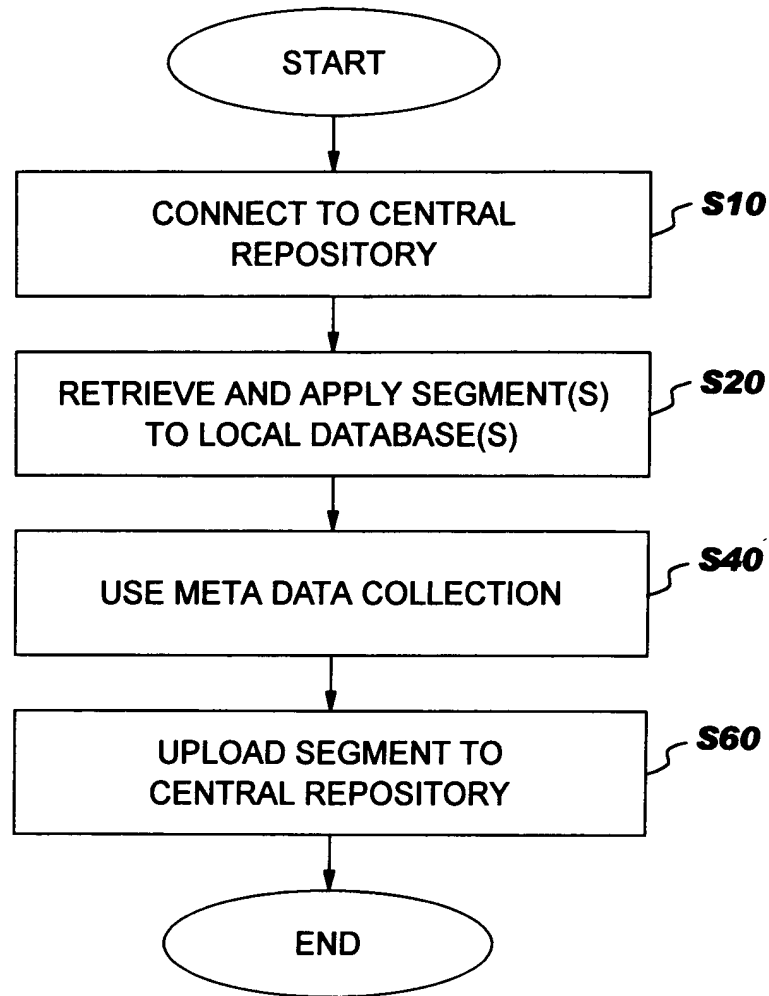 START
CONNECT TO CENTRAL
REPOSITORY
S10
RETRIEVE AND APPLY SEGMENT(S)
TO LOCAL DATABASE(S)
S20
USE META DATA COLLECTION
S40
UPLOAD SEGMENT TO
CENTRAL REPOSITORY
S60
END